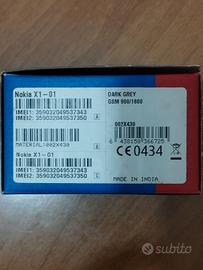 Nokia X1-01
IMEI1: 359032049537343
IMEI2: 359032049537350
MATERIAL:002X430
Nokia X1-01
IMEI1: 359032049537343
IMEI2: 359032049537350
DARK GREY
GSM 900/1800
002X430
6 438158 366725
CE0434
MADE IN INDIA
subito